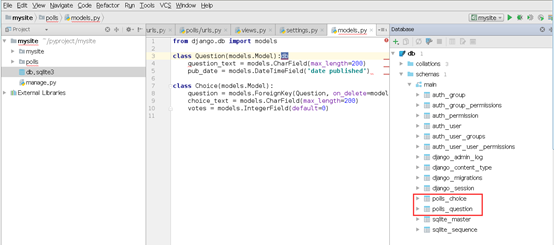 File Edit View Navigate Code Refactor Run Tools VCS Window Help
mysite polls models.py
mysite
Project
urls.py polls/urls.py views.py settings.py models.py
mysite ~/pyproject/mysite
mysite
polls
db.sqlite3
manage.py
External Libraries
1 from django.db import models
2
3 class Question(models.Model):db
4 question_text = models.CharField(max_length=200)
5 pub_date = models.DateTimeField("date published")_
6
7 class Choice(models.Model):
8 question = models.ForeignKey(Question, on_delete=model
9 choice_text = models.CharField(max_length=200)
10 votes = models.IntegerField(default=0)
11
Database
db
collations
schemas
main
auth_group
auth_group_permissions
auth_permission
auth_user
auth_user_groups
auth_user_user_permissions
django_admin_log
django_content_type
django_migrations
django_session
polls_choice
polls_question
sqlite_master
sqlite_sequence